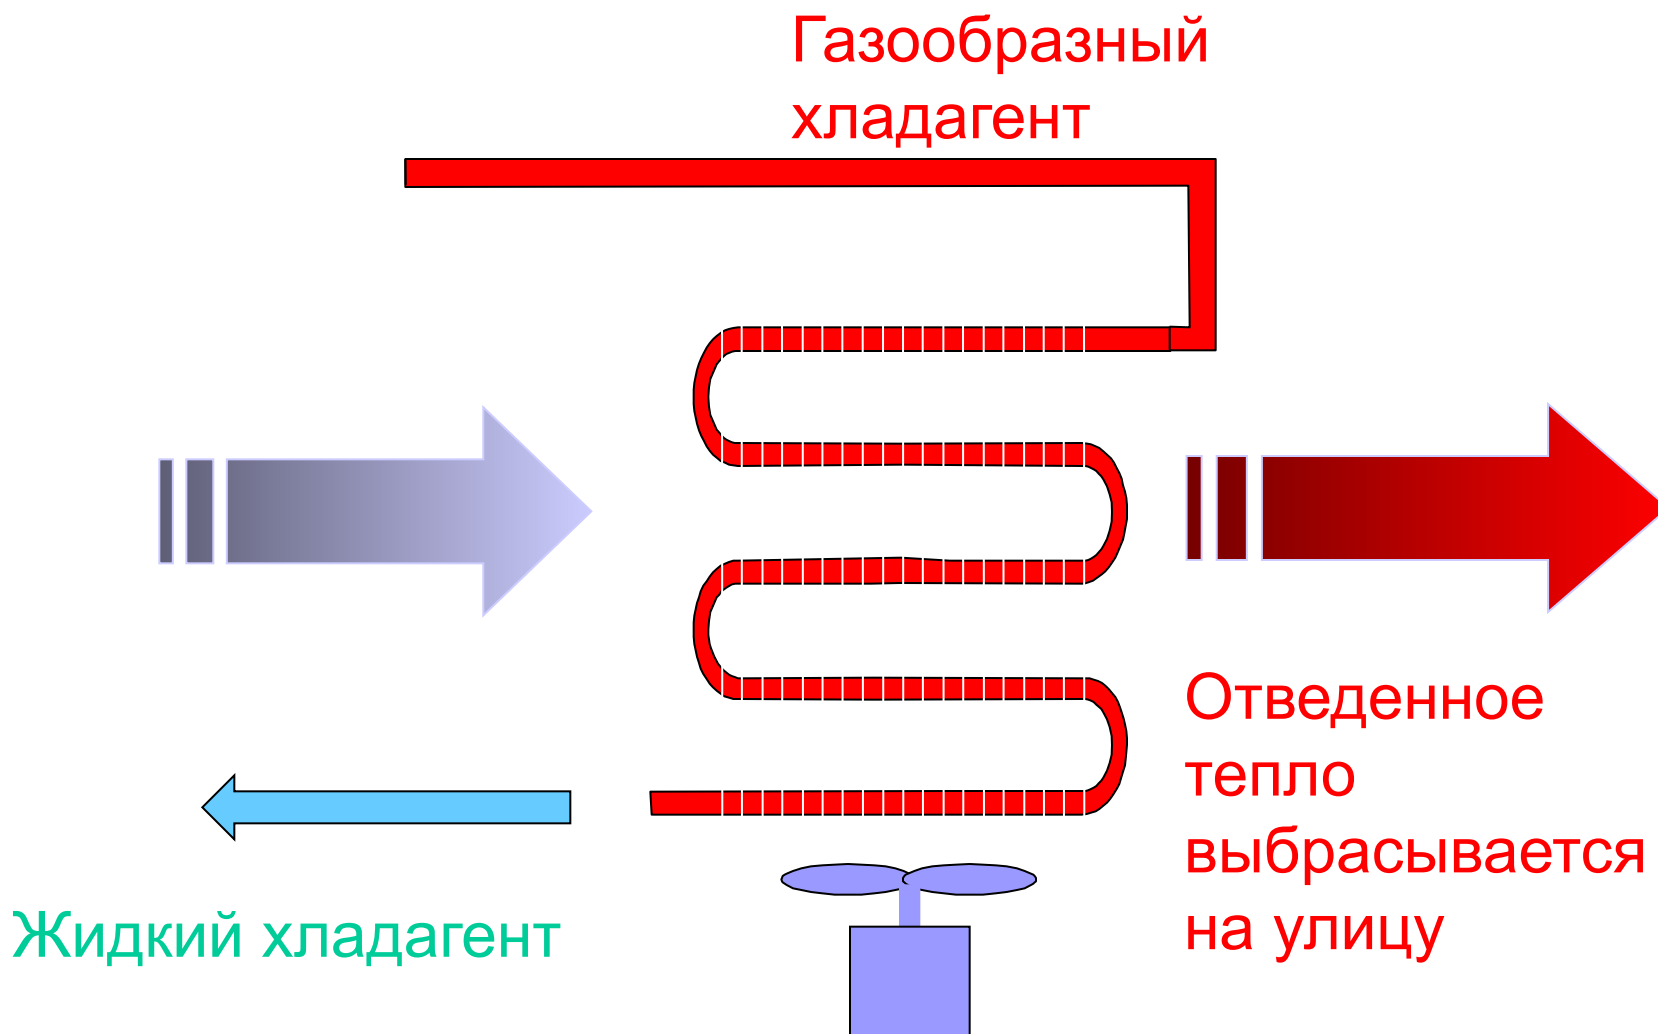 Газообразный
хладагент
Отведенное
тепло
выбрасывается
на улицу
Жидкий хладагент